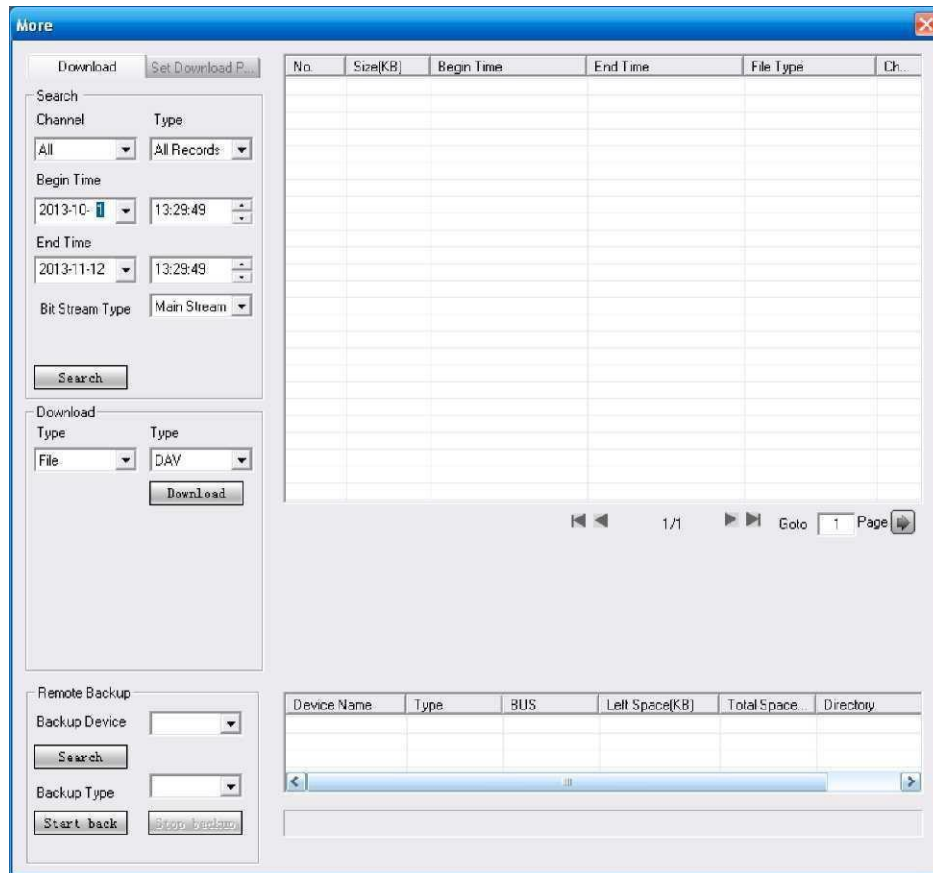 More
Download Set Download P...
Search
Channel Type
All All Records
Begin Time
2013-10- 1 13:29:49
End Time
2013-11-12 13:29:49
Bit Stream Type Main Stream
Search
Download
Type Type
File DAV
Download
No. Size(KB) Begin Time End Time File Type Ch...
1/1 Goto 1 Page
Remote Backup
Backup Device
Search
Backup Type
Start back Stop backup
Device Name Type BUS Left Space(KB) Total Space... Directory